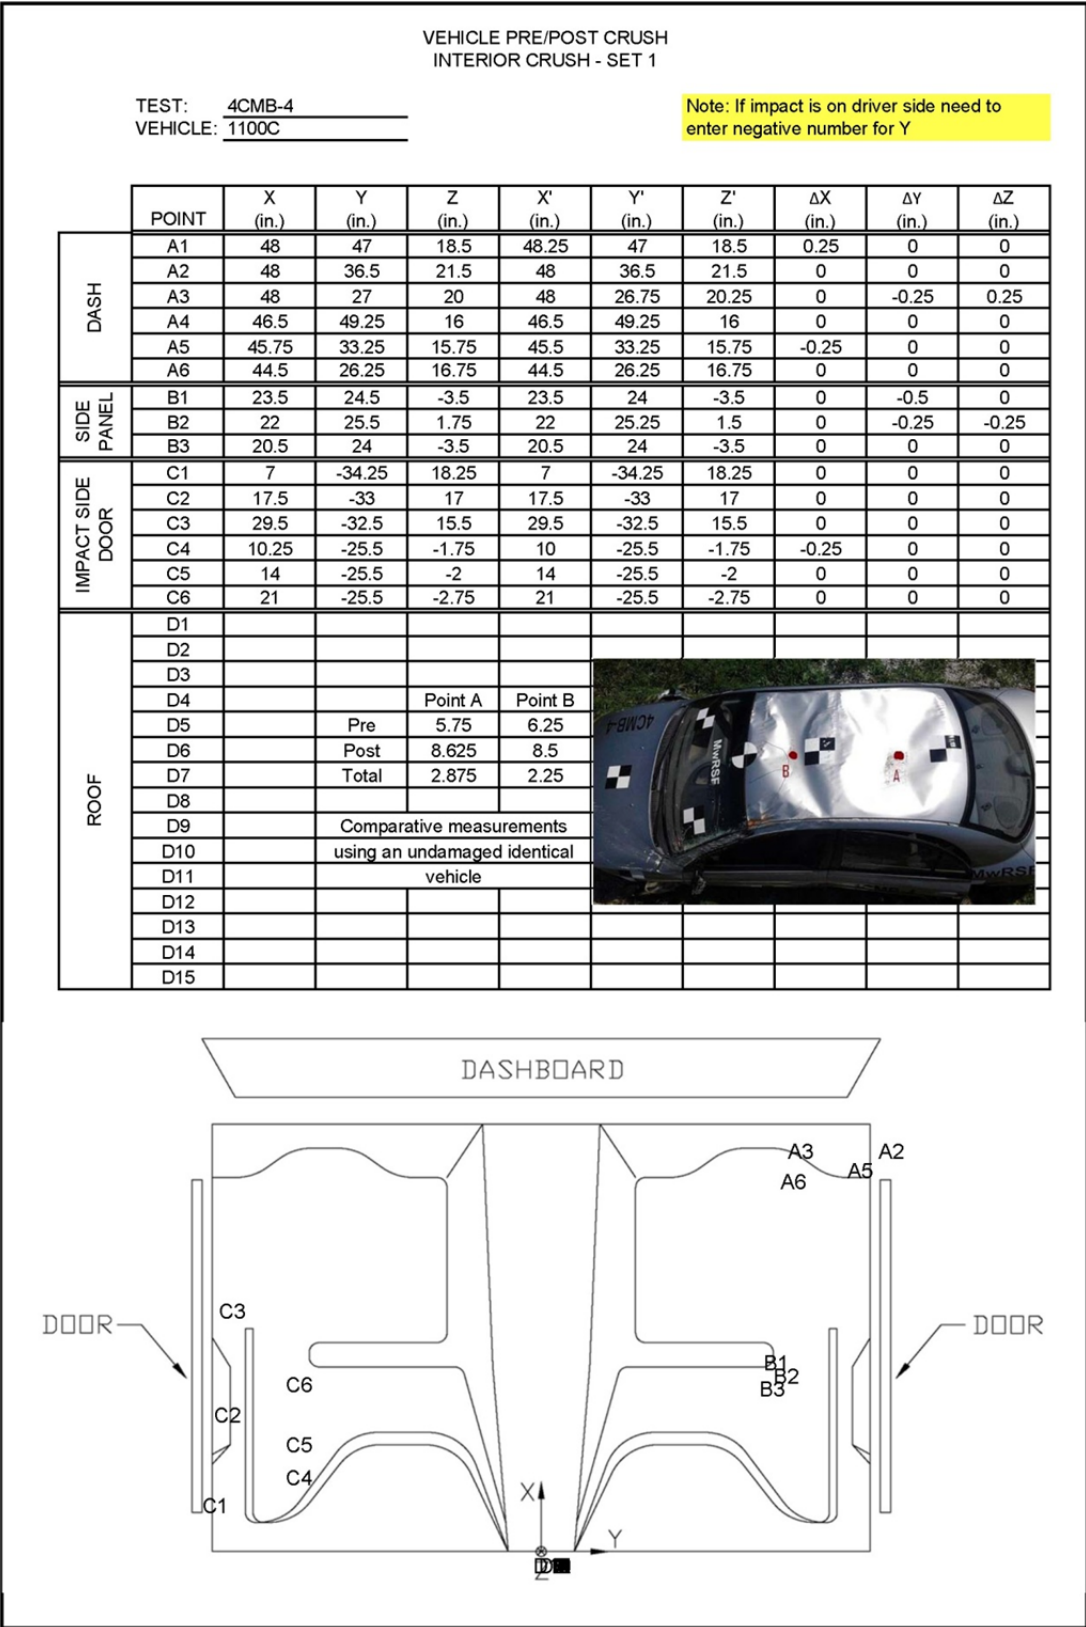 VEHICLE PRE/POST CRUSH
INTERIOR CRUSH - SET 1
TEST: 4CMB-4
VEHICLE: 1100C
Note: If impact is on driver side need to
enter negative number for Y
POINT X (in.) Y (in.) Z (in.) X' (in.) Y' (in.) Z' (in.) ΔX (in.) ΔY (in.) ΔZ (in.)
DASH
A1 48 47 18.5 48.25 47 18.5 0.25 0 0
A2 48 36.5 21.5 48 36.5 21.5 0 0 0
A3 48 27 20 48 26.75 20.25 0 -0.25 0.25
A4 46.5 49.25 16 46.5 49.25 16 0 0 0
A5 45.75 33.25 15.75 45.5 33.25 15.75 -0.25 0 0
A6 44.5 26.25 16.75 44.5 26.25 16.75 0 0 0
SIDE PANEL
B1 23.5 24.5 -3.5 23.5 24 -3.5 0 -0.5 0
B2 22 25.5 1.75 22 25.25 1.5 0 -0.25 -0.25
B3 20.5 24 -3.5 20.5 24 -3.5 0 0 0
IMPACT SIDE DOOR
C1 7 -34.25 18.25 7 -34.25 18.25 0 0 0
C2 17.5 -33 17 17.5 -33 17 0 0 0
C3 29.5 -32.5 15.5 29.5 -32.5 15.5 0 0 0
C4 10.25 -25.5 -1.75 10 -25.5 -1.75 -0.25 0 0
C5 14 -25.5 -2 14 -25.5 -2 0 0 0
C6 21 -25.5 -2.75 21 -25.5 -2.75 0 0 0
ROOF
D1
D2
D3
D4 Point A Point B
D5 Pre 5.75 6.25
D6 Post 8.625 8.5
D7 Total 2.875 2.25
D8
D9 Comparative measurements
D10 using an undamaged identical
D11 vehicle
D12
D13
D14
D15
4CMB-4
MwRSF
B
A
MwRSF
DASHBOARD
A3 A2
A5
A6
C3
DOOR
DOOR
B1
B2
B3
C6
C2
C5
C4
C1
X
Y
Z